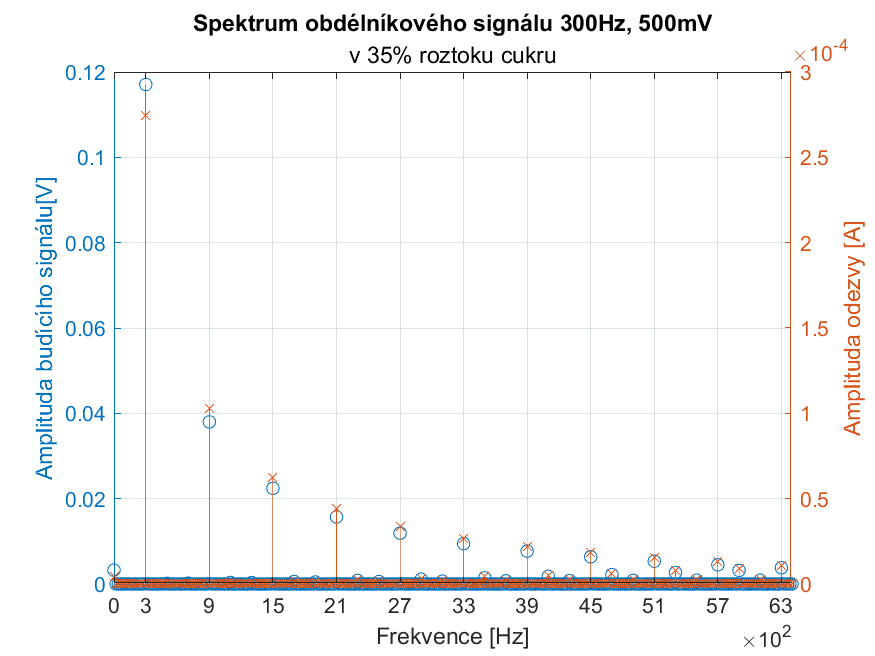 Spektrum obdélníkového signálu 300Hz, 500mV
v 35% roztoku cukru
×10-4
0.12
0.1
0.08
0.06
0.04
0.02
0
Amplituda budícího signálu[V]
3
2.5
2
1.5
1
0.5
0
Amplituda odezvy [A]
0 3 9 15 21 27 33 39 45 51 57 63
Frekvence [Hz]
×102